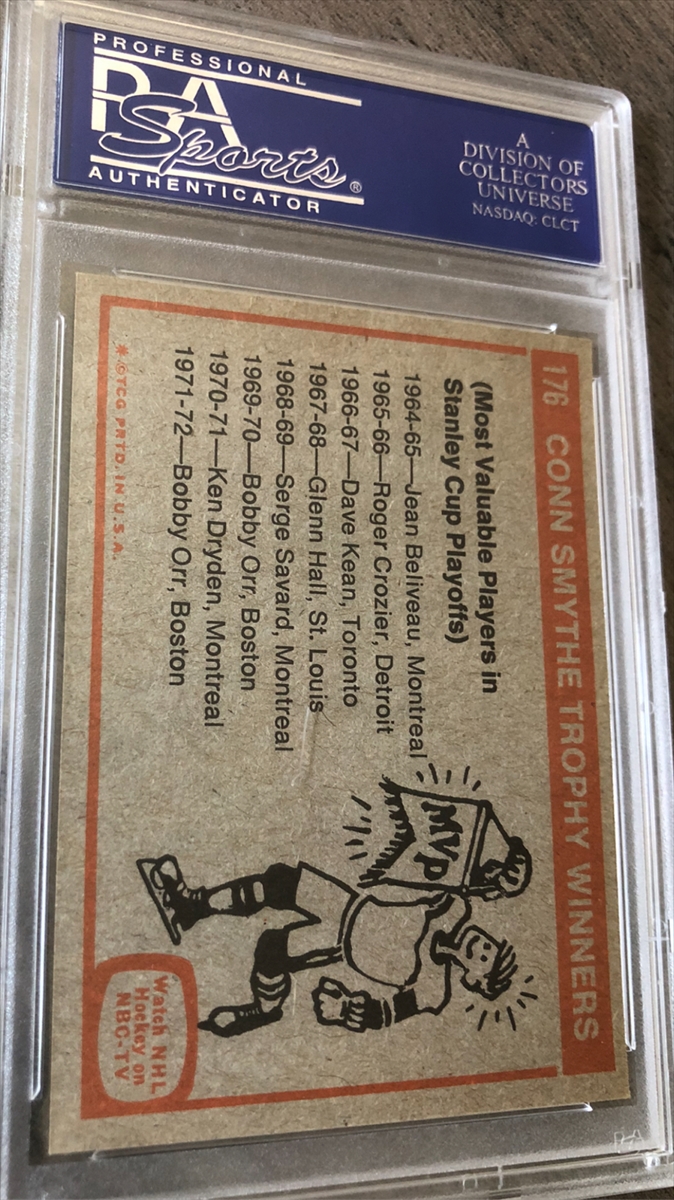 PROFESSIONAL
PSA
Sports®
AUTHENTICATOR
A
DIVISION OF
COLLECTORS
UNIVERSE
NASDAQ: CLCT
176 CONN SMYTHE TROPHY WINNERS
(Most Valuable Players in
Stanley Cup Playoffs)
1964-65—Jean Beliveau, Montreal
1965-66—Roger Crozier, Detroit
1966-67—Dave Kean, Toronto
1967-68—Glenn Hall, St. Louis
1968-69—Serge Savard, Montreal
1969-70—Bobby Orr, Boston
1970-71—Ken Dryden, Montreal
1971-72—Bobby Orr, Boston
MVP
*©TCG PRTD. IN U.S.A.
Watch NHL
Hockey on
NBC-TV